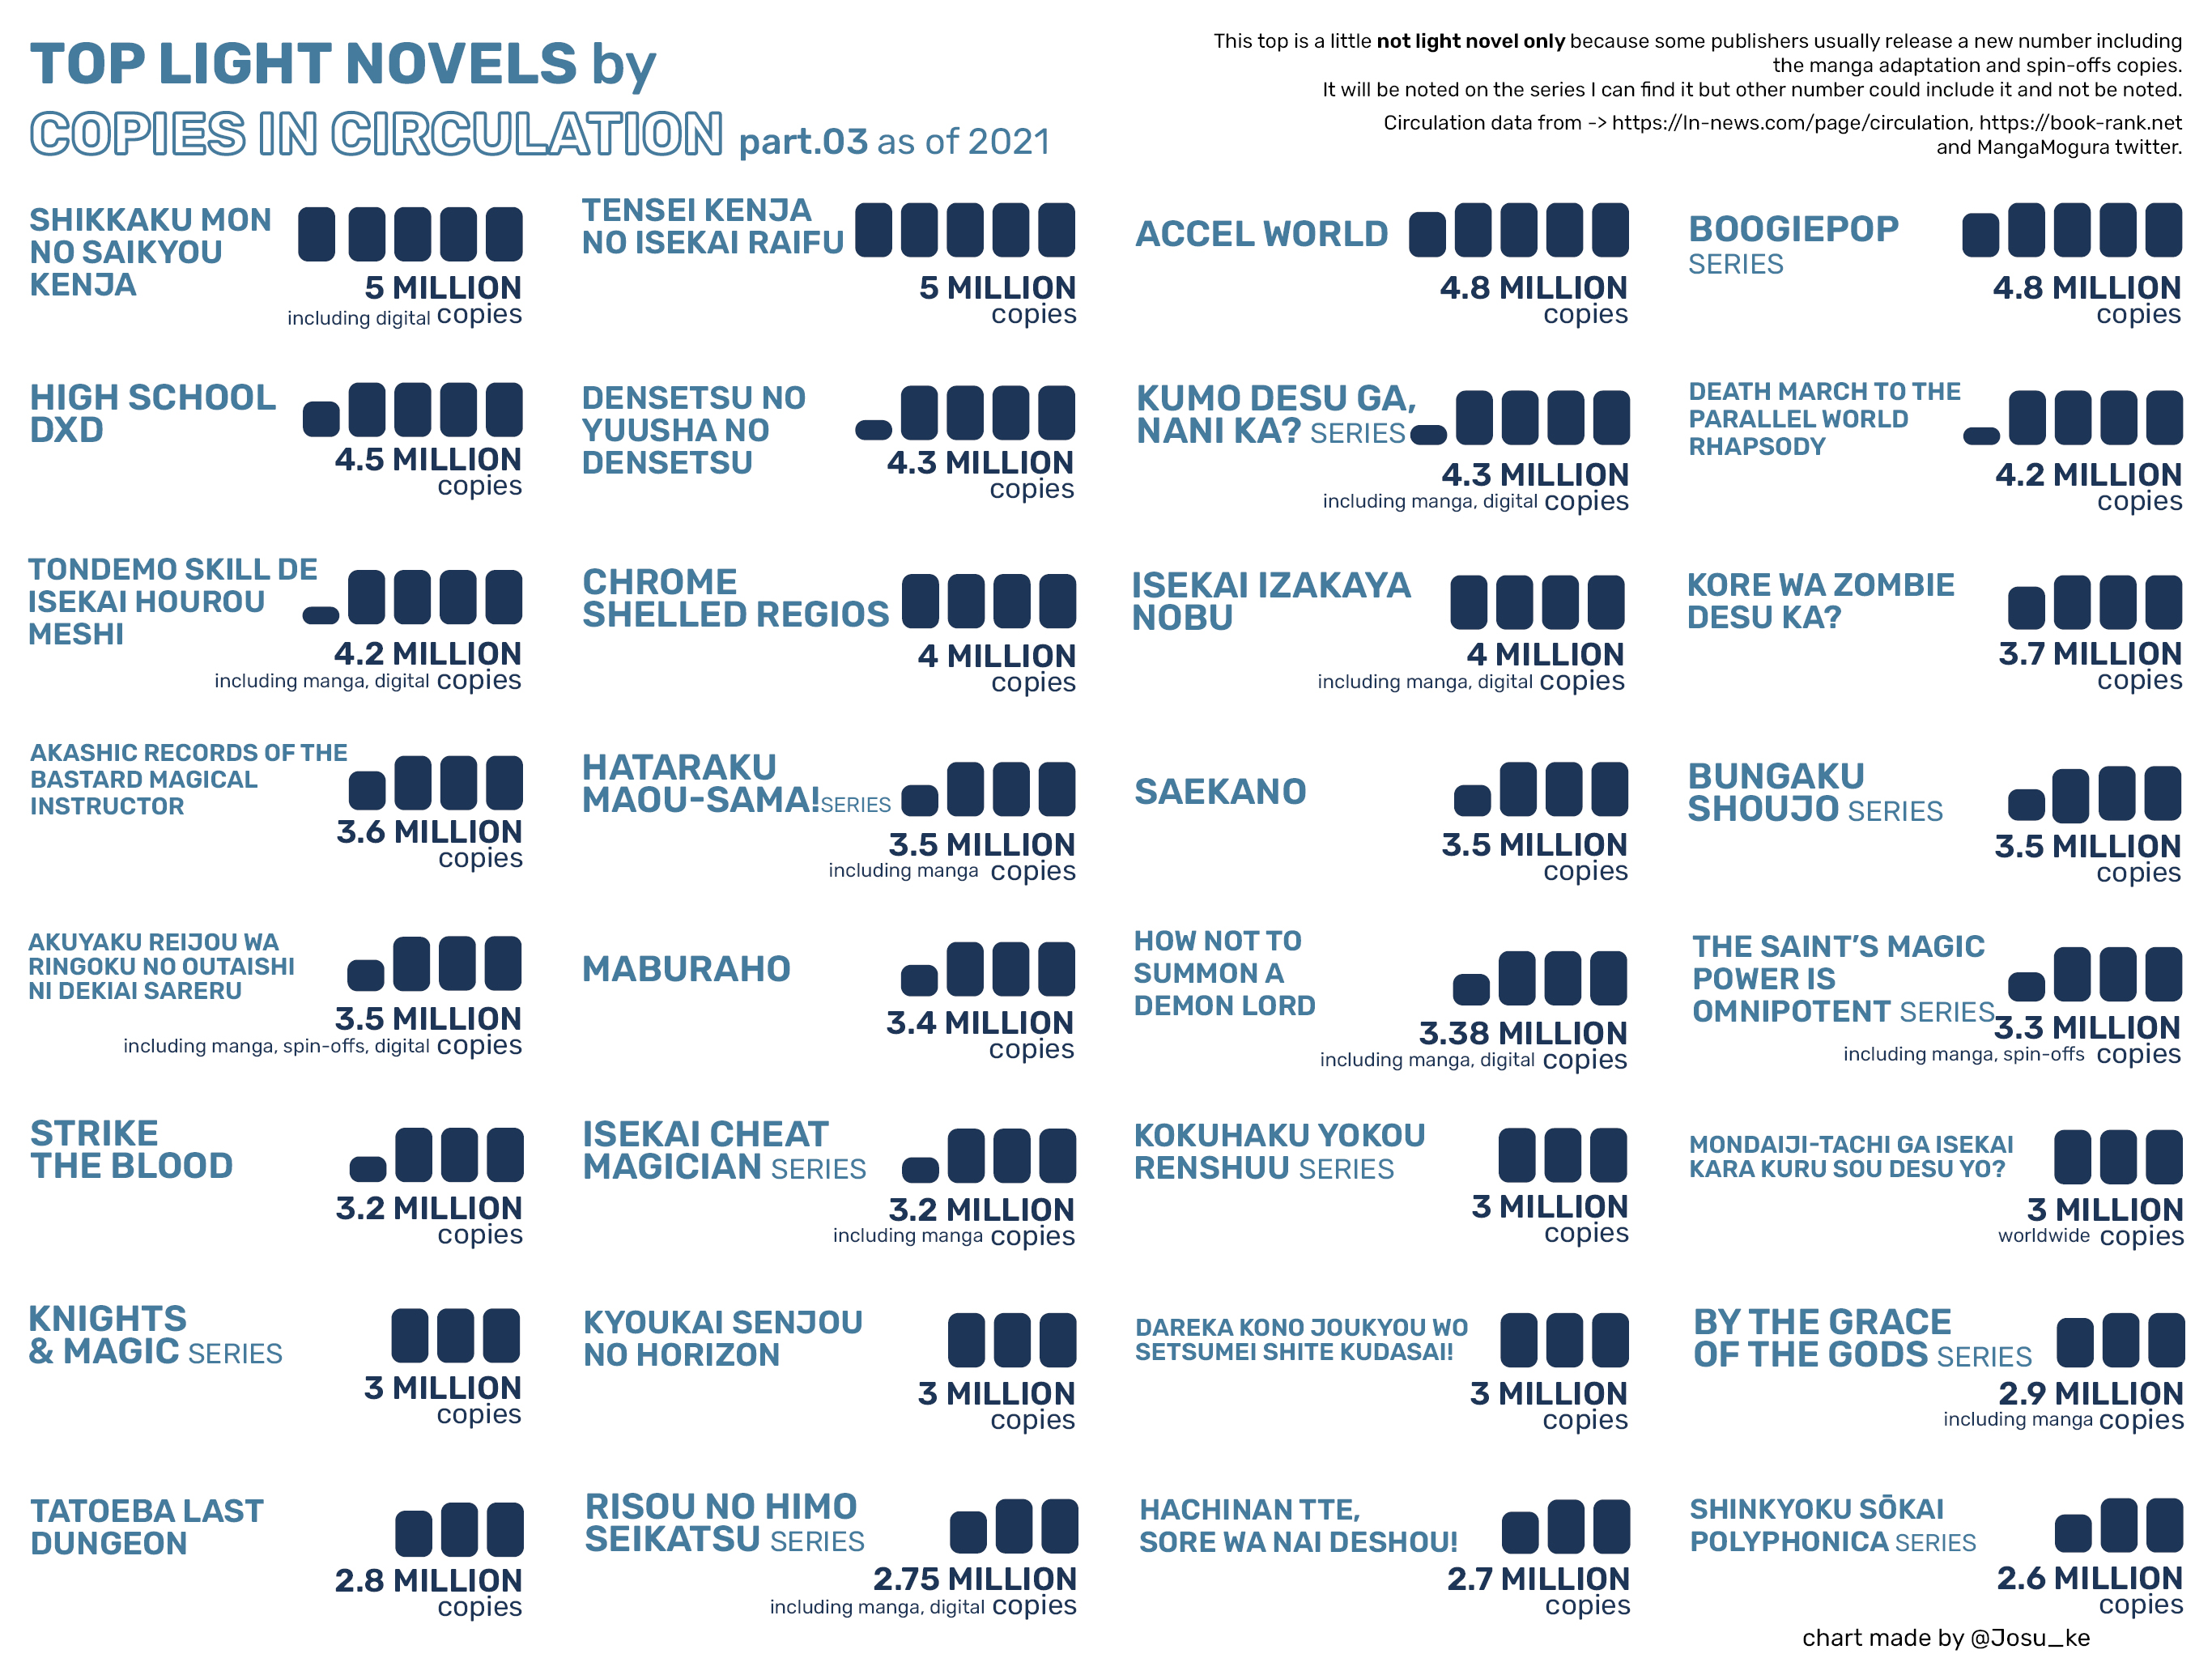 TOP LIGHT NOVELS by
COPIES IN CIRCULATION part.03 as of 2021
This top is a little not light novel only because some publishers usually release a new number including
the manga adaptation and spin-offs copies.
It will be noted on the series I can find it but other number could include it and not be noted.
Circulation data from -> https://ln-news.com/page/circulation, https://book-rank.net
and MangaMogura twitter.
SHIKKAKU MON
NO SAIKYOU
KENJA
5 MILLION
including digital copies
TENSEI KENJA
NO ISEKAI RAIFU
5 MILLION
copies
ACCEL WORLD
4.8 MILLION
copies
BOOGIEPOP
SERIES
4.8 MILLION
copies
HIGH SCHOOL
DXD
4.5 MILLION
copies
DENSETSU NO
YUUSHA NO
DENSETSU
4.3 MILLION
copies
KUMO DESU GA,
NANI KA? SERIES
4.3 MILLION
including manga, digital copies
DEATH MARCH TO THE
PARALLEL WORLD
RHAPSODY
4.2 MILLION
copies
TONDEMO SKILL DE
ISEKAI HOUROU
MESHI
4.2 MILLION
including manga, digital copies
CHROME
SHELLED REGIOS
4 MILLION
copies
ISEKAI IZAKAYA
NOBU
4 MILLION
including manga, digital copies
KORE WA ZOMBIE
DESU KA?
3.7 MILLION
copies
AKASHIC RECORDS OF THE
BASTARD MAGICAL
INSTRUCTOR
3.6 MILLION
copies
HATARAKU
MAOU-SAMA!SERIES
3.5 MILLION
including manga copies
SAEKANO
3.5 MILLION
copies
BUNGAKU
SHOUJO SERIES
3.5 MILLION
copies
AKUYAKU REIJOU WA
RINGOKU NO OUTAISHI
NI DEKIAI SARERU
3.5 MILLION
including manga, spin-offs, digital copies
MABURAHO
3.4 MILLION
copies
HOW NOT TO
SUMMON A
DEMON LORD
3.38 MILLION
including manga, digital copies
THE SAINT'S MAGIC
POWER IS
OMNIPOTENT SERIES
3.3 MILLION
including manga, spin-offs copies
STRIKE
THE BLOOD
3.2 MILLION
copies
ISEKAI CHEAT
MAGICIAN SERIES
3.2 MILLION
including manga copies
KOKUHAKU YOKOU
RENSHUU SERIES
3 MILLION
copies
MONDAIJI-TACHI GA ISEKAI
KARA KURU SOU DESU YO?
3 MILLION
worldwide copies
KNIGHTS
& MAGIC SERIES
3 MILLION
copies
KYOUKAI SENJOU
NO HORIZON
3 MILLION
copies
DAREKA KONO JOUKYOU WO
SETSUMEI SHITE KUDASAI!
3 MILLION
copies
BY THE GRACE
OF THE GODS SERIES
2.9 MILLION
including manga copies
TATOEBA LAST
DUNGEON
2.8 MILLION
copies
RISOU NO HIMO
SEIKATSU SERIES
2.75 MILLION
including manga, digital copies
HACHINAN TTE,
SORE WA NAI DESHOU!
2.7 MILLION
copies
SHINKYOKU SŌKAI
POLYPHONICA SERIES
2.6 MILLION
copies
chart made by @Josu_ke